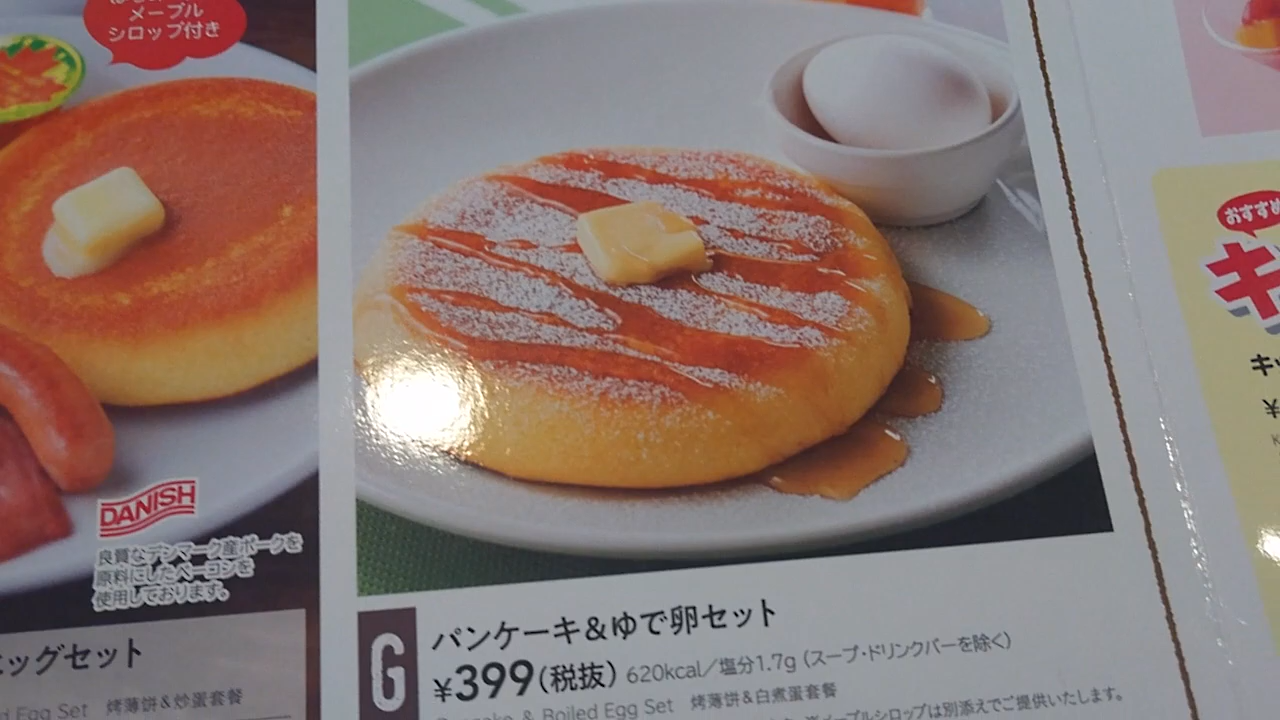 メープル
シロップ付き
DANISH
良質なデンマーク産ポークを
原料にしたベーコンを
使用しております。
ッグセット
Egg Set 烤薄饼&炒蛋套餐
G
パンケーキ&ゆで卵セット
¥399(税抜) 620kcal/塩分1.7g (スープ・ドリンクバーを除く)
& Boiled Egg Set 烤薄饼&白煮蛋套餐
※メープルシロップは別添えでご提供いたします。
おすすめ
キ
キッ
¥